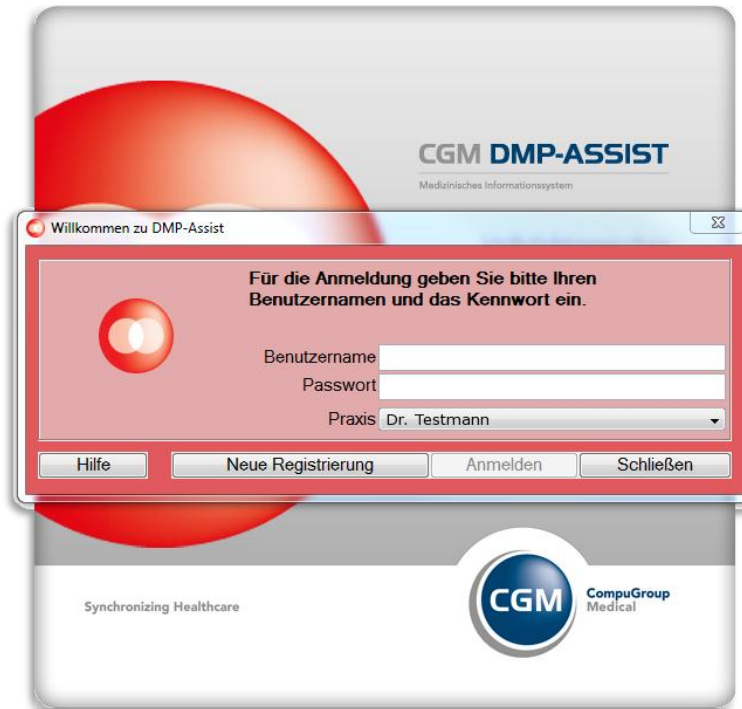 CGM DMP-ASSIST
Medizinisches Informationssystem
Willkommen zu DMP-Assist
Für die Anmeldung geben Sie bitte Ihren
Benutzernamen und das Kennwort ein.
Benutzername
Passwort
Praxis Dr. Testmann
Hilfe Neue Registrierung Anmelden Schließen
Synchronizing Healthcare
CGM
CompuGroup
Medical